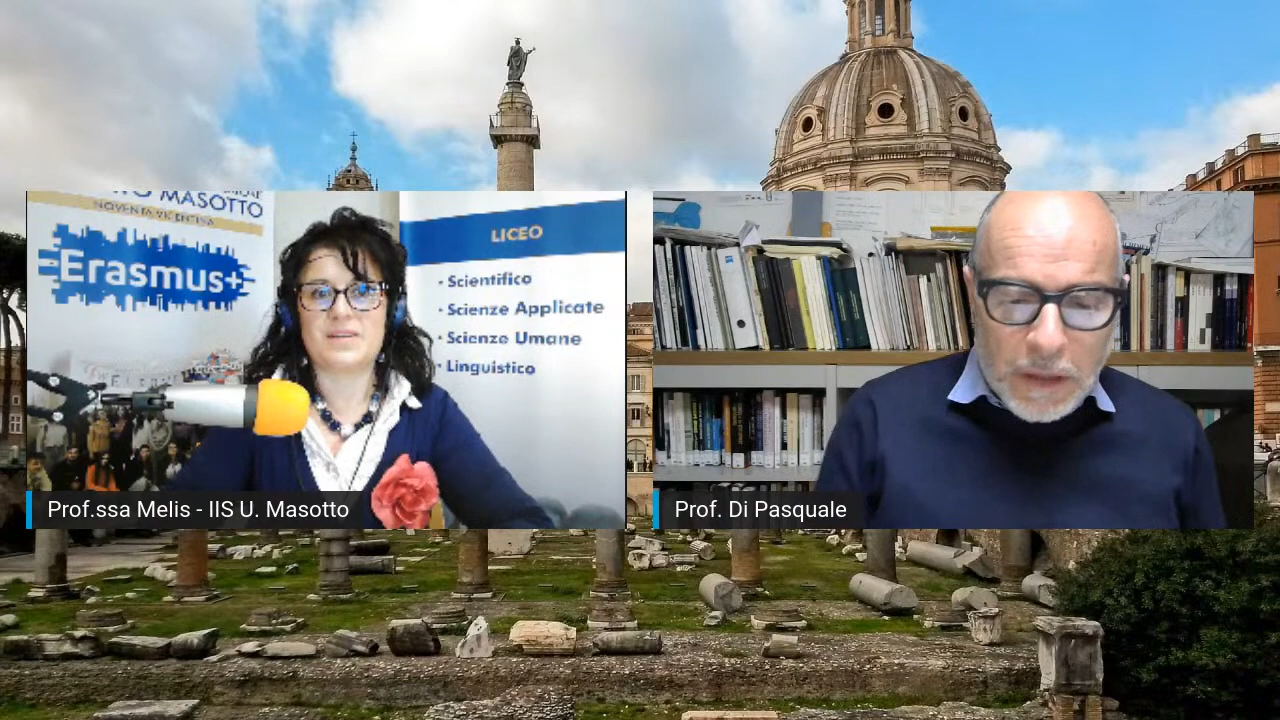 MASOTTO
NOVENTA VICENTINA
Erasmus+
LICEO
· Scientifico
· Scienze Applicate
· Scienze Umane
· Linguistico
Prof.ssa Melis - IIS U. Masotto
Prof. Di Pasquale